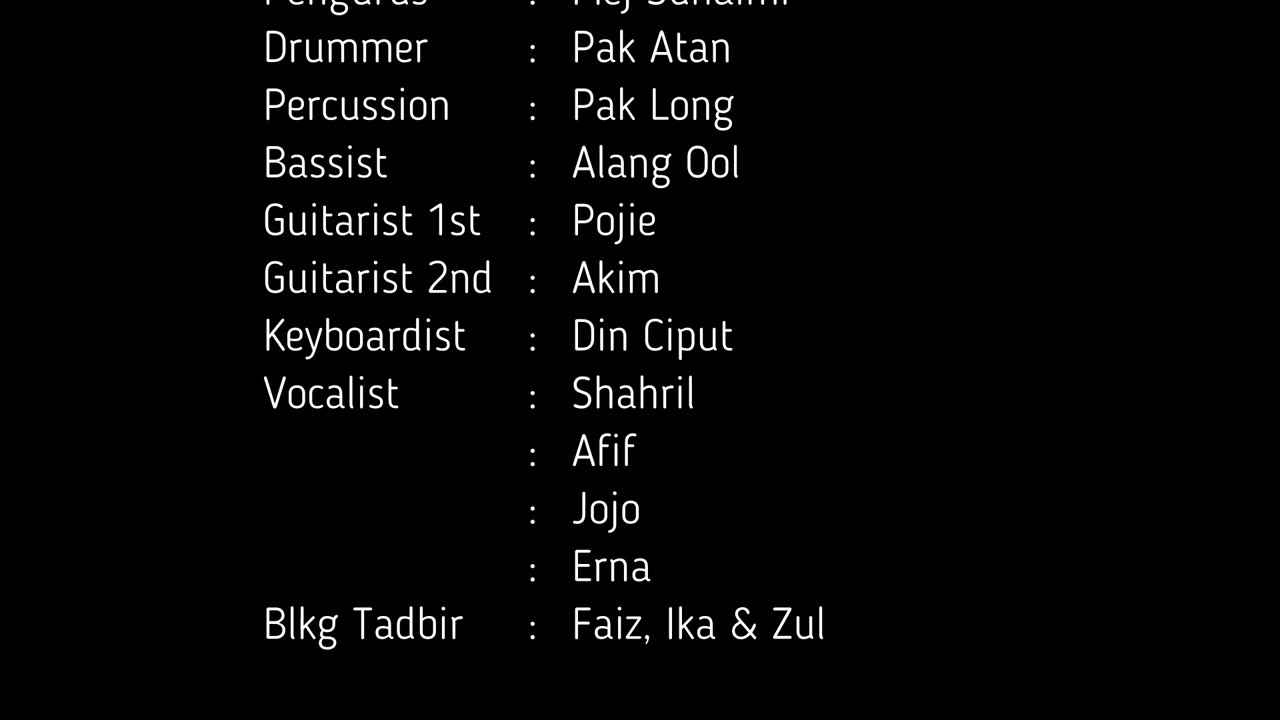 Drummer : Pak Atan
Percussion : Pak Long
Bassist : Alang Ool
Guitarist 1st : Pojie
Guitarist 2nd : Akim
Keyboardist : Din Ciput
Vocalist : Shahril
: Afif
: Jojo
: Erna
Blkg Tadbir : Faiz, Ika & Zul